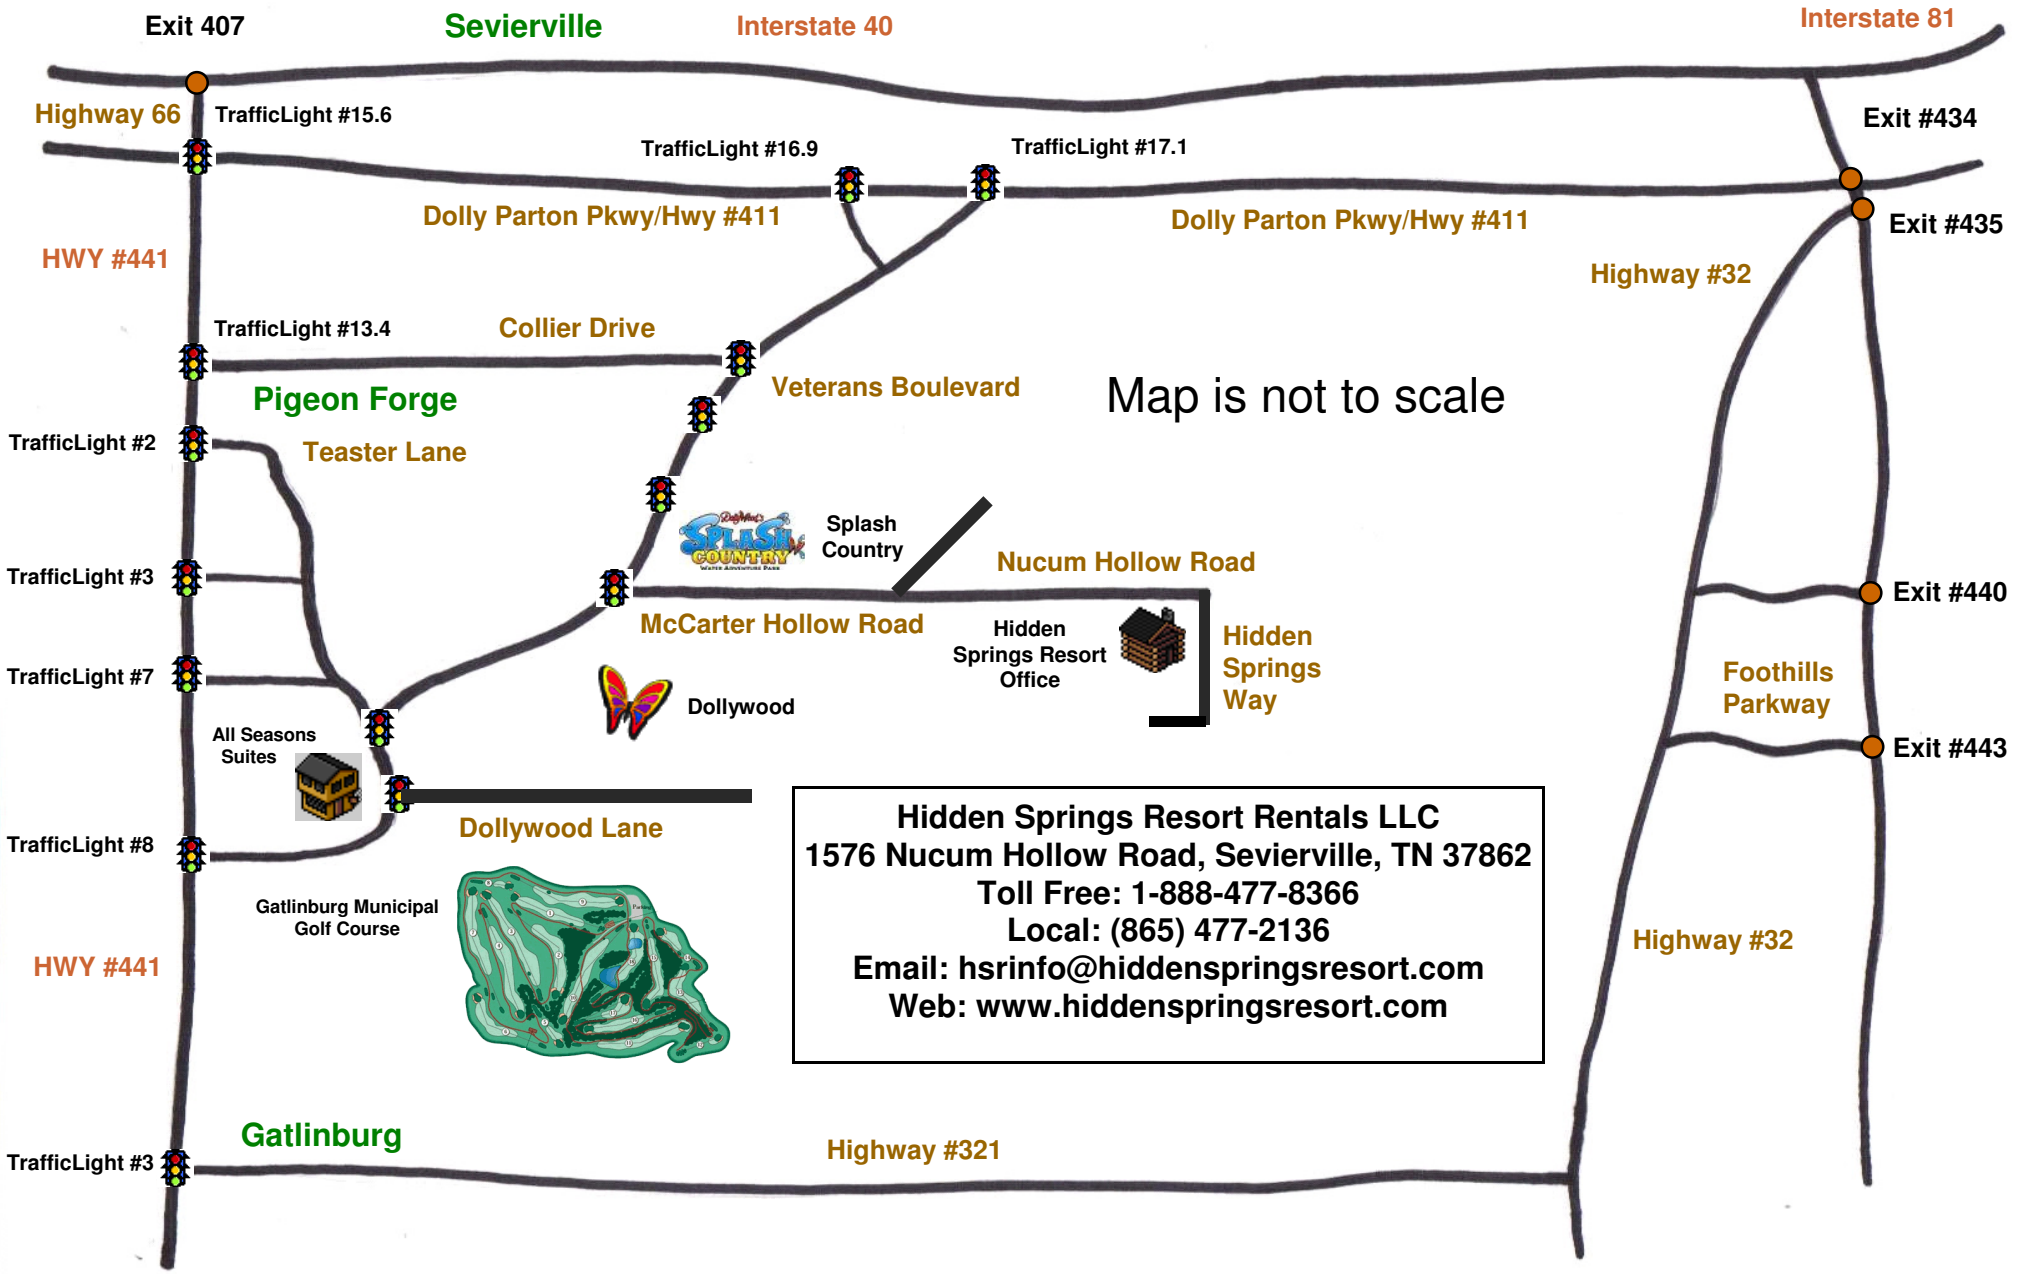 Exit 407
Sevierville
Interstate 40
Interstate 81
Highway 66
TrafficLight #15.6
TrafficLight #16.9
TrafficLight #17.1
Exit #434
Dolly Parton Pkwy/Hwy #411
Dolly Parton Pkwy/Hwy #411
Exit #435
HWY #441
Highway #32
TrafficLight #13.4
Collier Drive
Veterans Boulevard
Map is not to scale
Pigeon Forge
TrafficLight #2
Teaster Lane
DollyWood's
SPLASH
COUNTRY
WATER ADVENTURE PARK
Splash
Country
Nucum Hollow Road
TrafficLight #3
McCarter Hollow Road
Hidden
Springs Resort
Office
Hidden
Springs
Way
Exit #440
Foothills
Parkway
TrafficLight #7
Dollywood
All Seasons
Suites
Exit #443
Dollywood Lane
TrafficLight #8
Hidden Springs Resort Rentals LLC
1576 Nucum Hollow Road, Sevierville, TN 37862
Toll Free: 1-888-477-8366
Local: (865) 477-2136
Email: hsrinfo@hiddenspringsresort.com
Web: www.hiddenspringsresort.com
Gatlinburg Municipal
Golf Course
HWY #441
Highway #32
Gatlinburg
TrafficLight #3
Highway #321